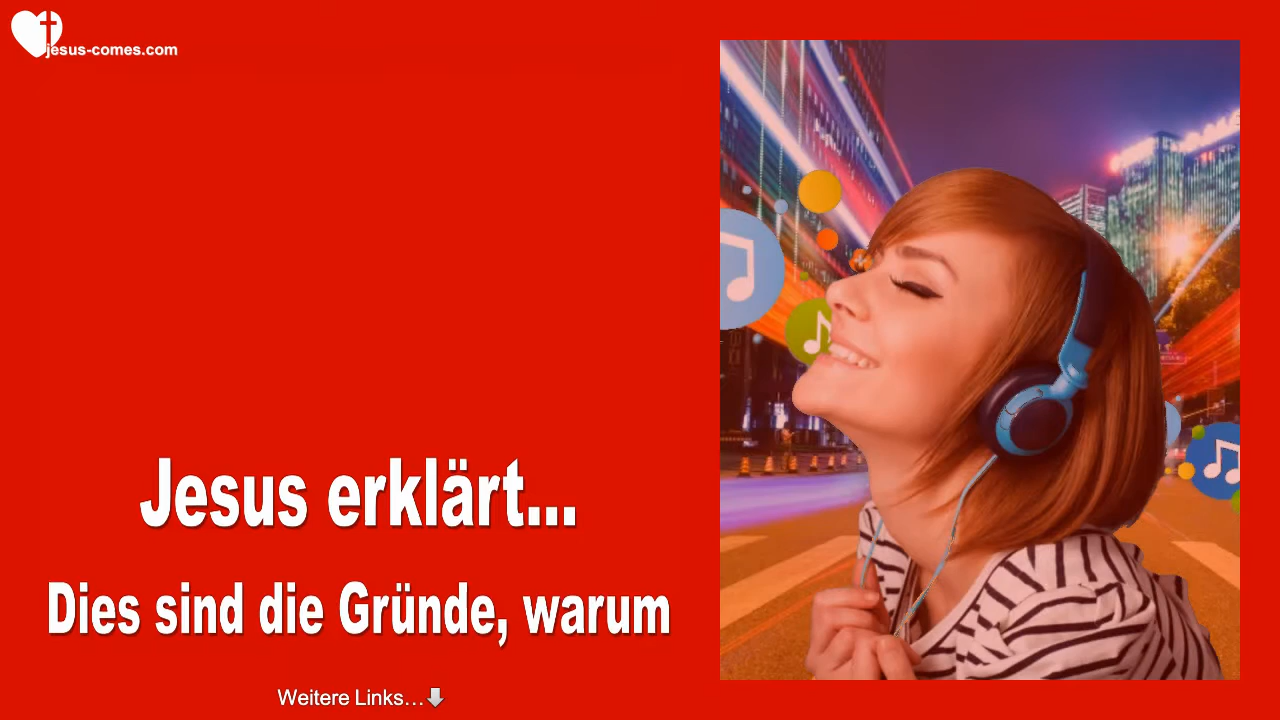 jesus-comes.com
Jesus erklärt...
Dies sind die Gründe, warum
Weitere Links...